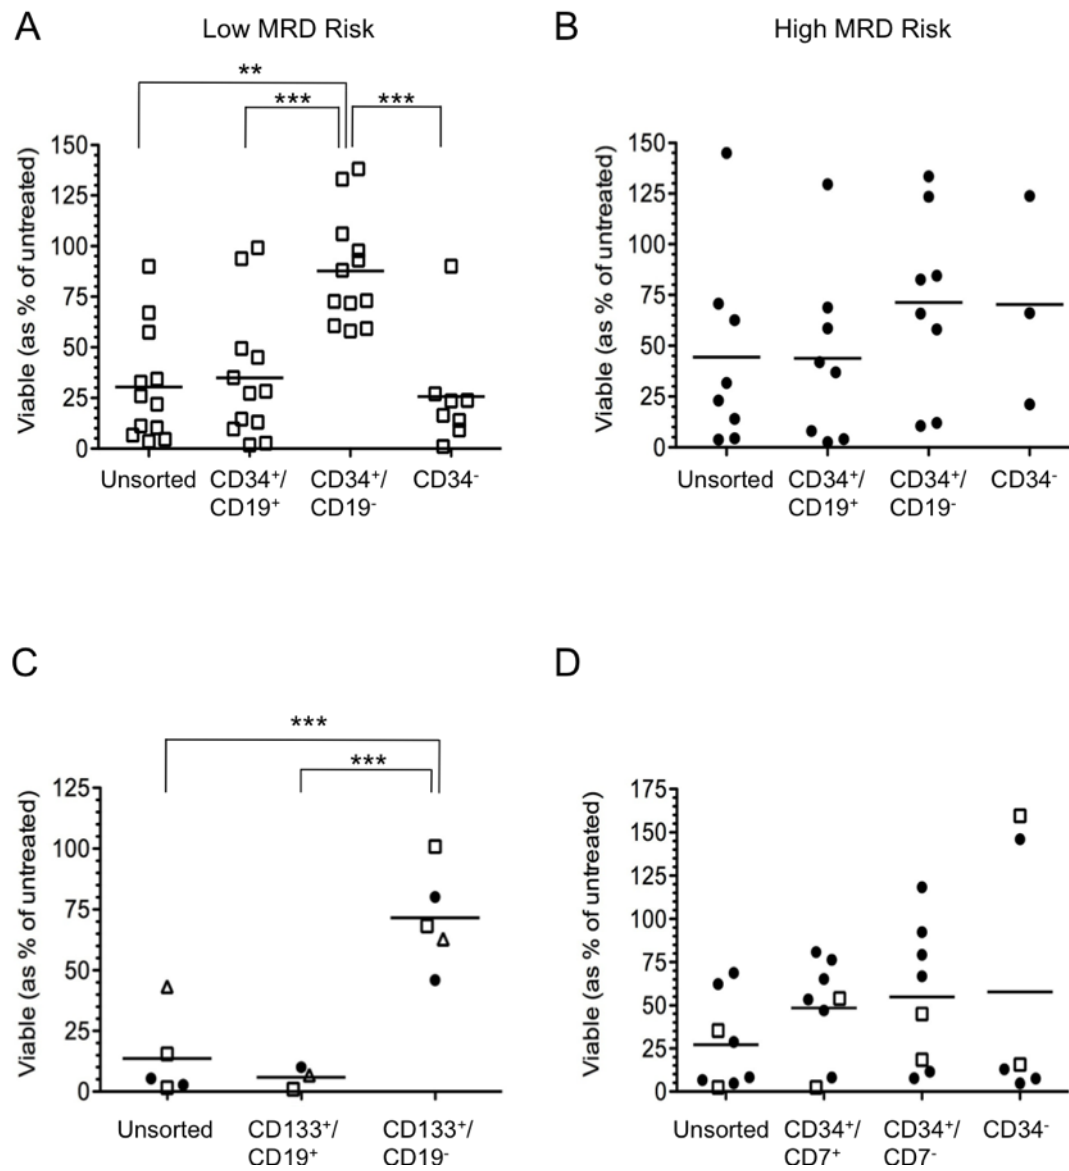 A
Low MRD Risk
B
High MRD Risk
**
***
***
Viable (as % of untreated)
150
125
100
75
50
25
0
Unsorted
CD34⁺/
CD19⁺
CD34⁺/
CD19⁻
CD34⁻
Viable (as % of untreated)
150
125
100
75
50
25
0
Unsorted
CD34⁺/
CD19⁺
CD34⁺/
CD19⁻
CD34⁻
C
***
***
Viable (as % of untreated)
125
100
75
50
25
0
Unsorted
CD133⁺/
CD19⁺
CD133⁺/
CD19⁻
D
Viable (as % of untreated)
175
150
125
100
75
50
25
0
Unsorted
CD34⁺/
CD7⁺
CD34⁺/
CD7⁻
CD34⁻